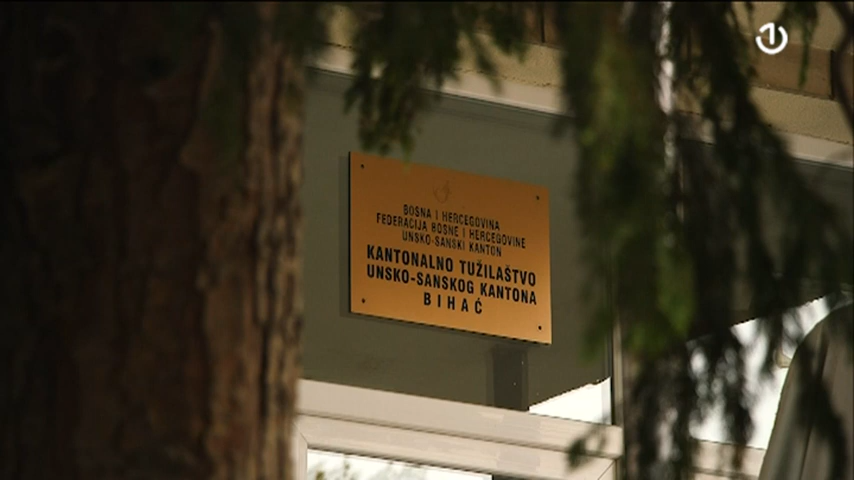 BOSNA I HERCEGOVINA
FEDERACIJA BOSNE I HERCEGOVINE
UNSKO-SANSKI KANTON
KANTONALNO TUŽILAŠTVO
UNSKO-SANSKOG KANTONA
BIHAĆ